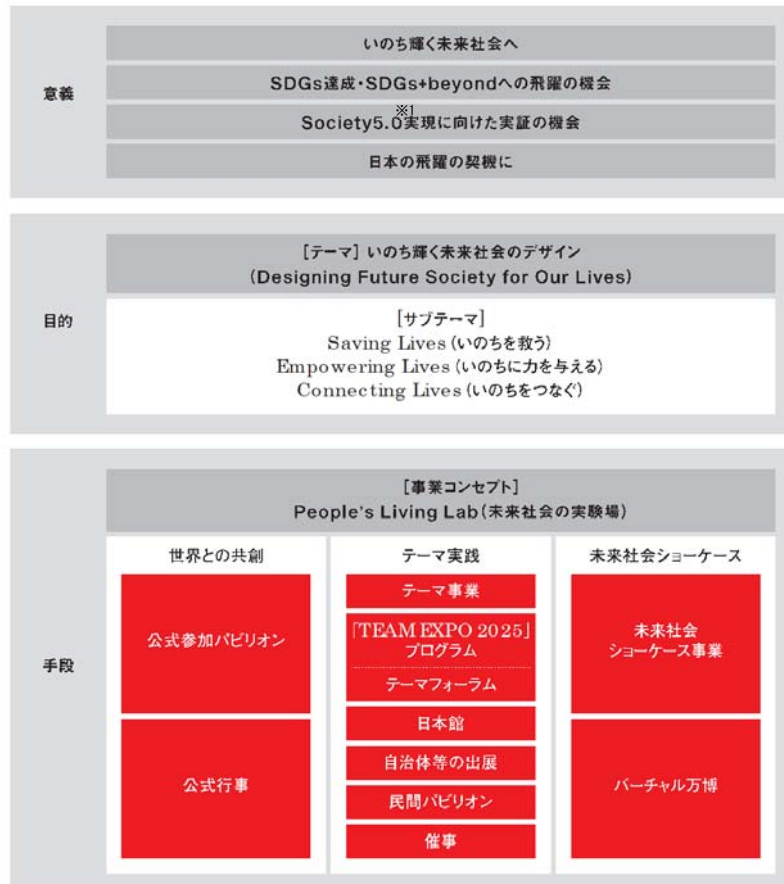 意義
いのち輝く未来社会へ
SDGs達成・SDGs+beyondへの飛躍の機会
Society5.0※1実現に向けた実証の機会
日本の飛躍の契機に
目的
[テーマ] いのち輝く未来社会のデザイン
(Designing Future Society for Our Lives)
[サブテーマ]
Saving Lives (いのちを救う)
Empowering Lives (いのちに力を与える)
Connecting Lives (いのちをつなぐ)
手段
[事業コンセプト]
People's Living Lab(未来社会の実験場)
世界との共創
公式参加パビリオン
公式行事
テーマ実践
テーマ事業
「TEAM EXPO 2025」
プログラム
テーマフォーラム
日本館
自治体等の出展
民間パビリオン
催事
未来社会ショーケース
未来社会
ショーケース事業
バーチャル万博